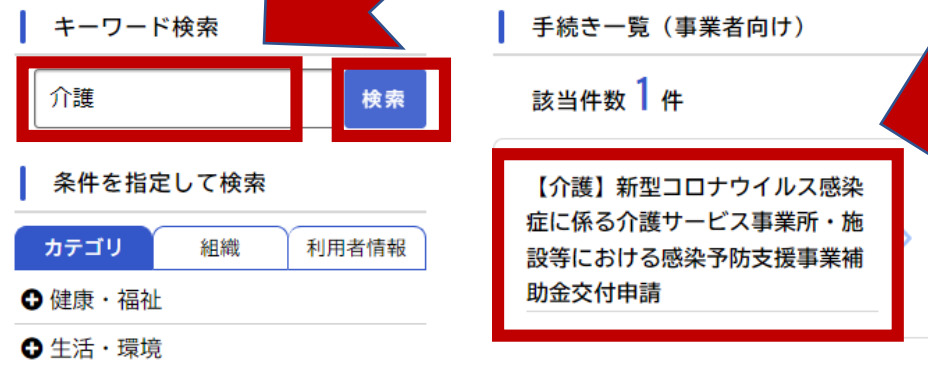 キーワード検索
介護
検索
条件を指定して検索
カテゴリ
組織
利用者情報
健康・福祉
生活・環境
手続き一覧（事業者向け）
該当件数 1 件
【介護】新型コロナウイルス感染
症に係る介護サービス事業所・施
設等における感染予防支援事業補
助金交付申請